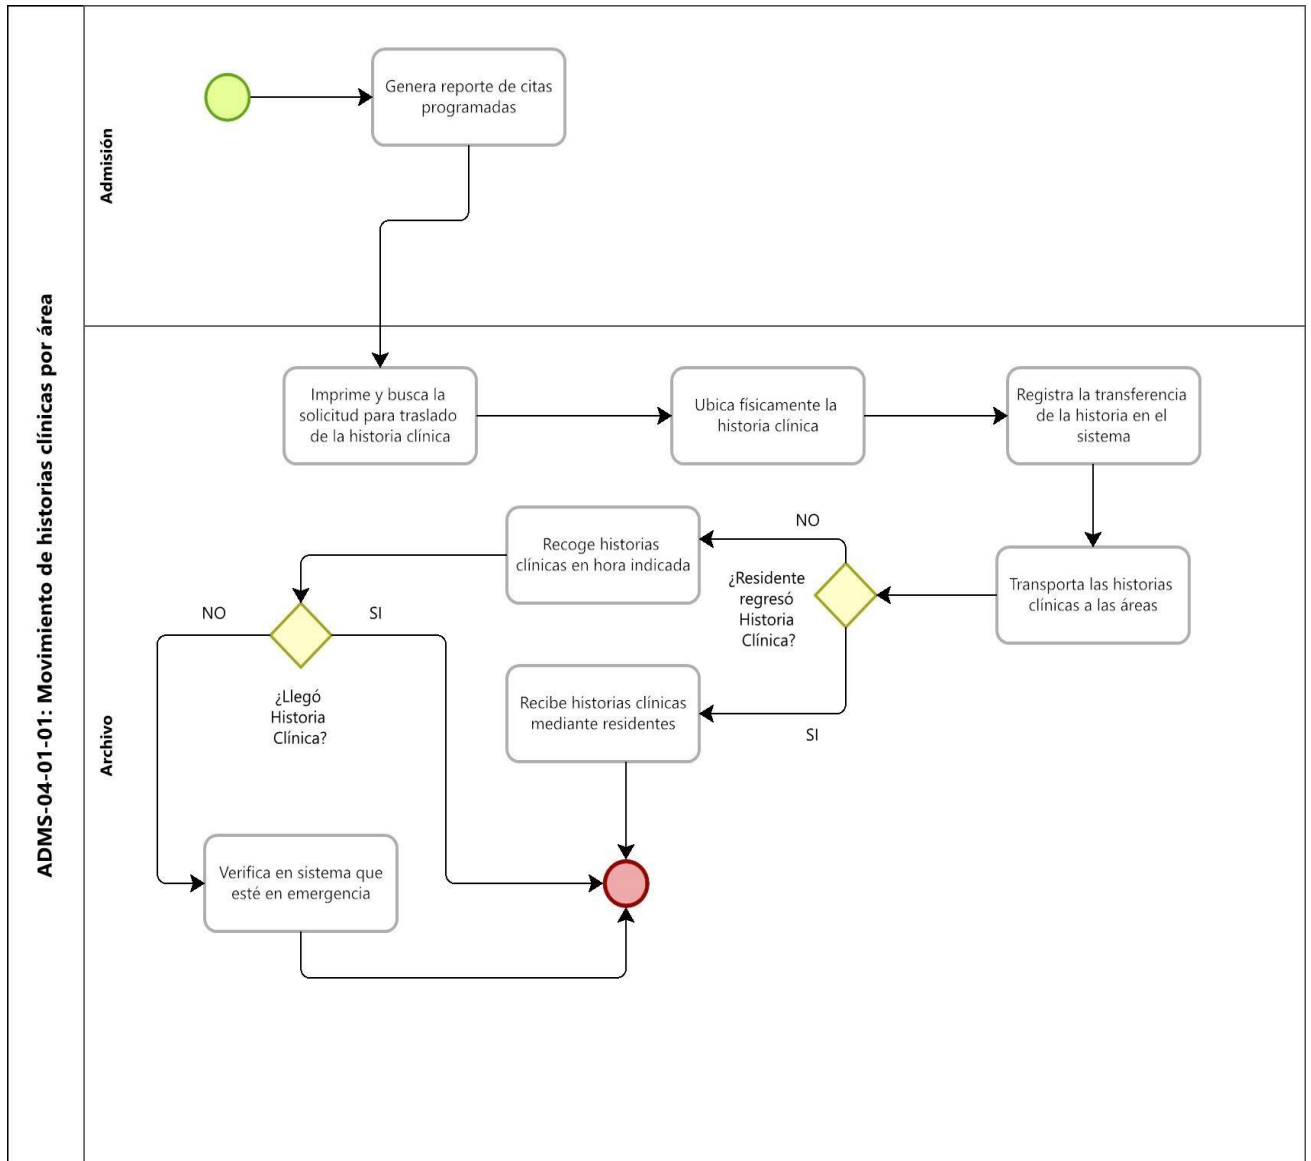 ADMS-04-01-01: Movimiento de historias clínicas por área
Admisión
Genera reporte de citas
programadas
Archivo
Imprime y busca la
solicitud para traslado
de la historia clínica
Ubica físicamente la
historia clínica
Registra la transferencia
de la historia en el
sistema
Transporta las historias
clínicas a las áreas
¿Residente
regresó
Historia
Clínica?
NO
Recoge historias
clínicas en hora indicada
SI
Recibe historias clínicas
mediante residentes
¿Llegó
Historia
Clínica?
NO
SI
Verifica en sistema que
esté en emergencia